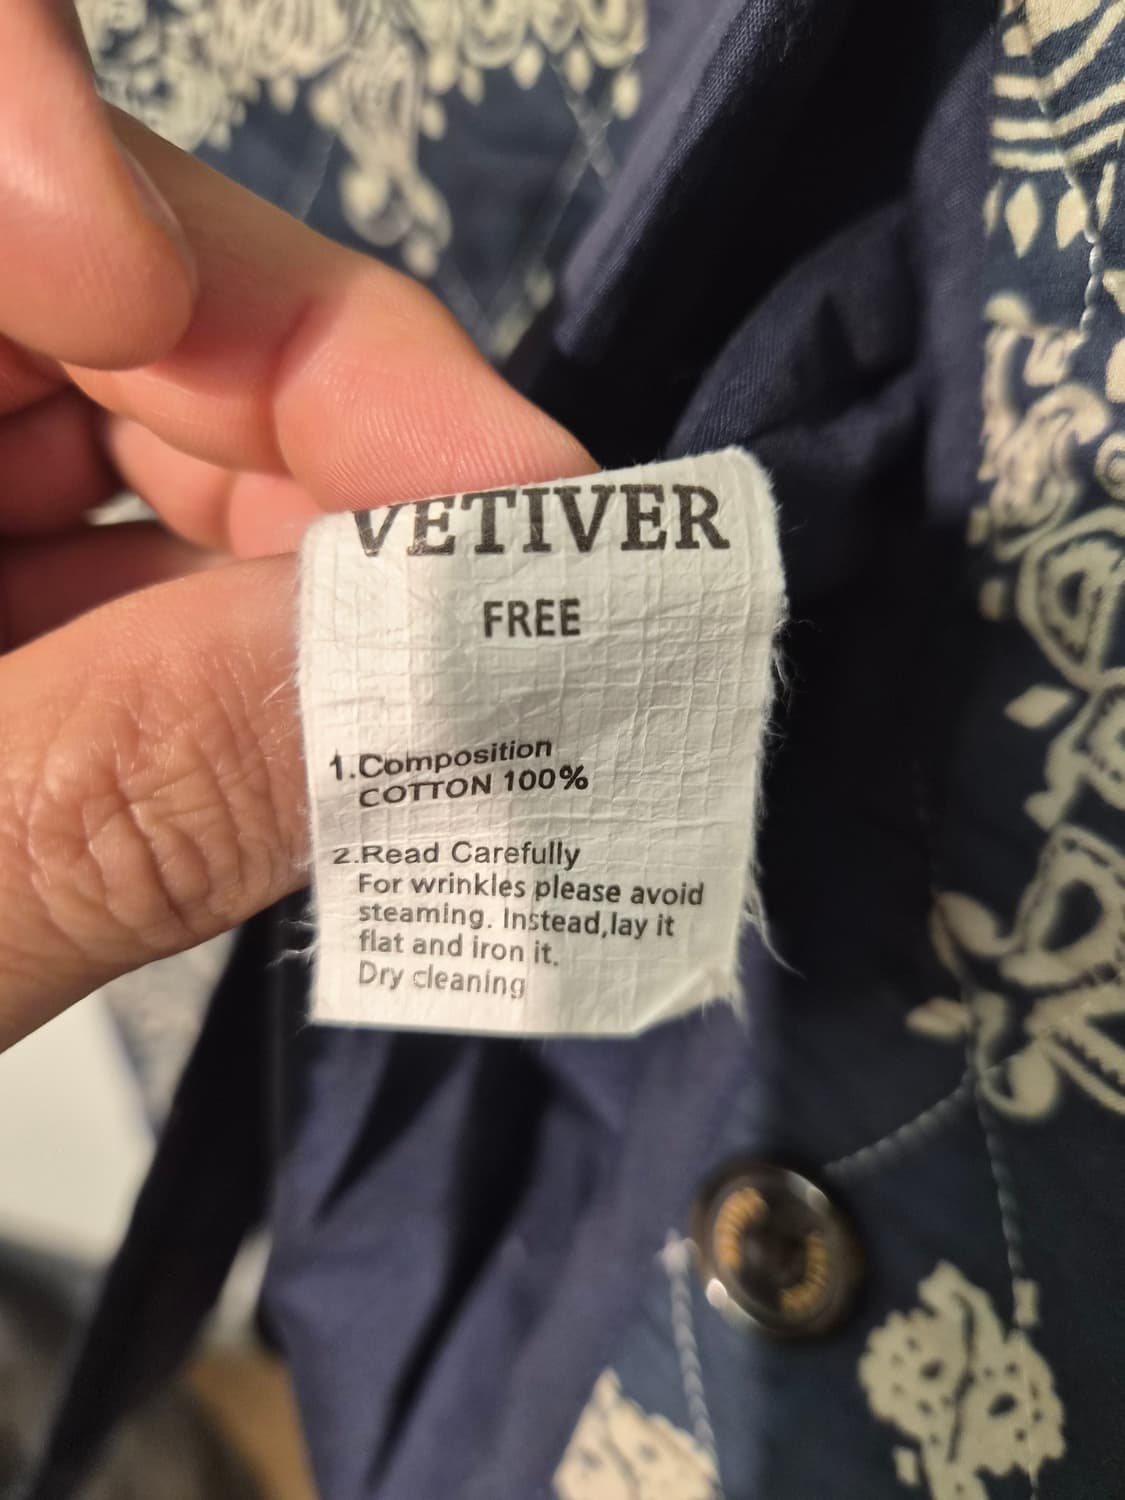 VETIVER
FREE
1.Composition
COTTON 100%
2.Read Carefully
For wrinkles please avoid
steaming. Instead,lay it
flat and iron it.
Dry cleaning